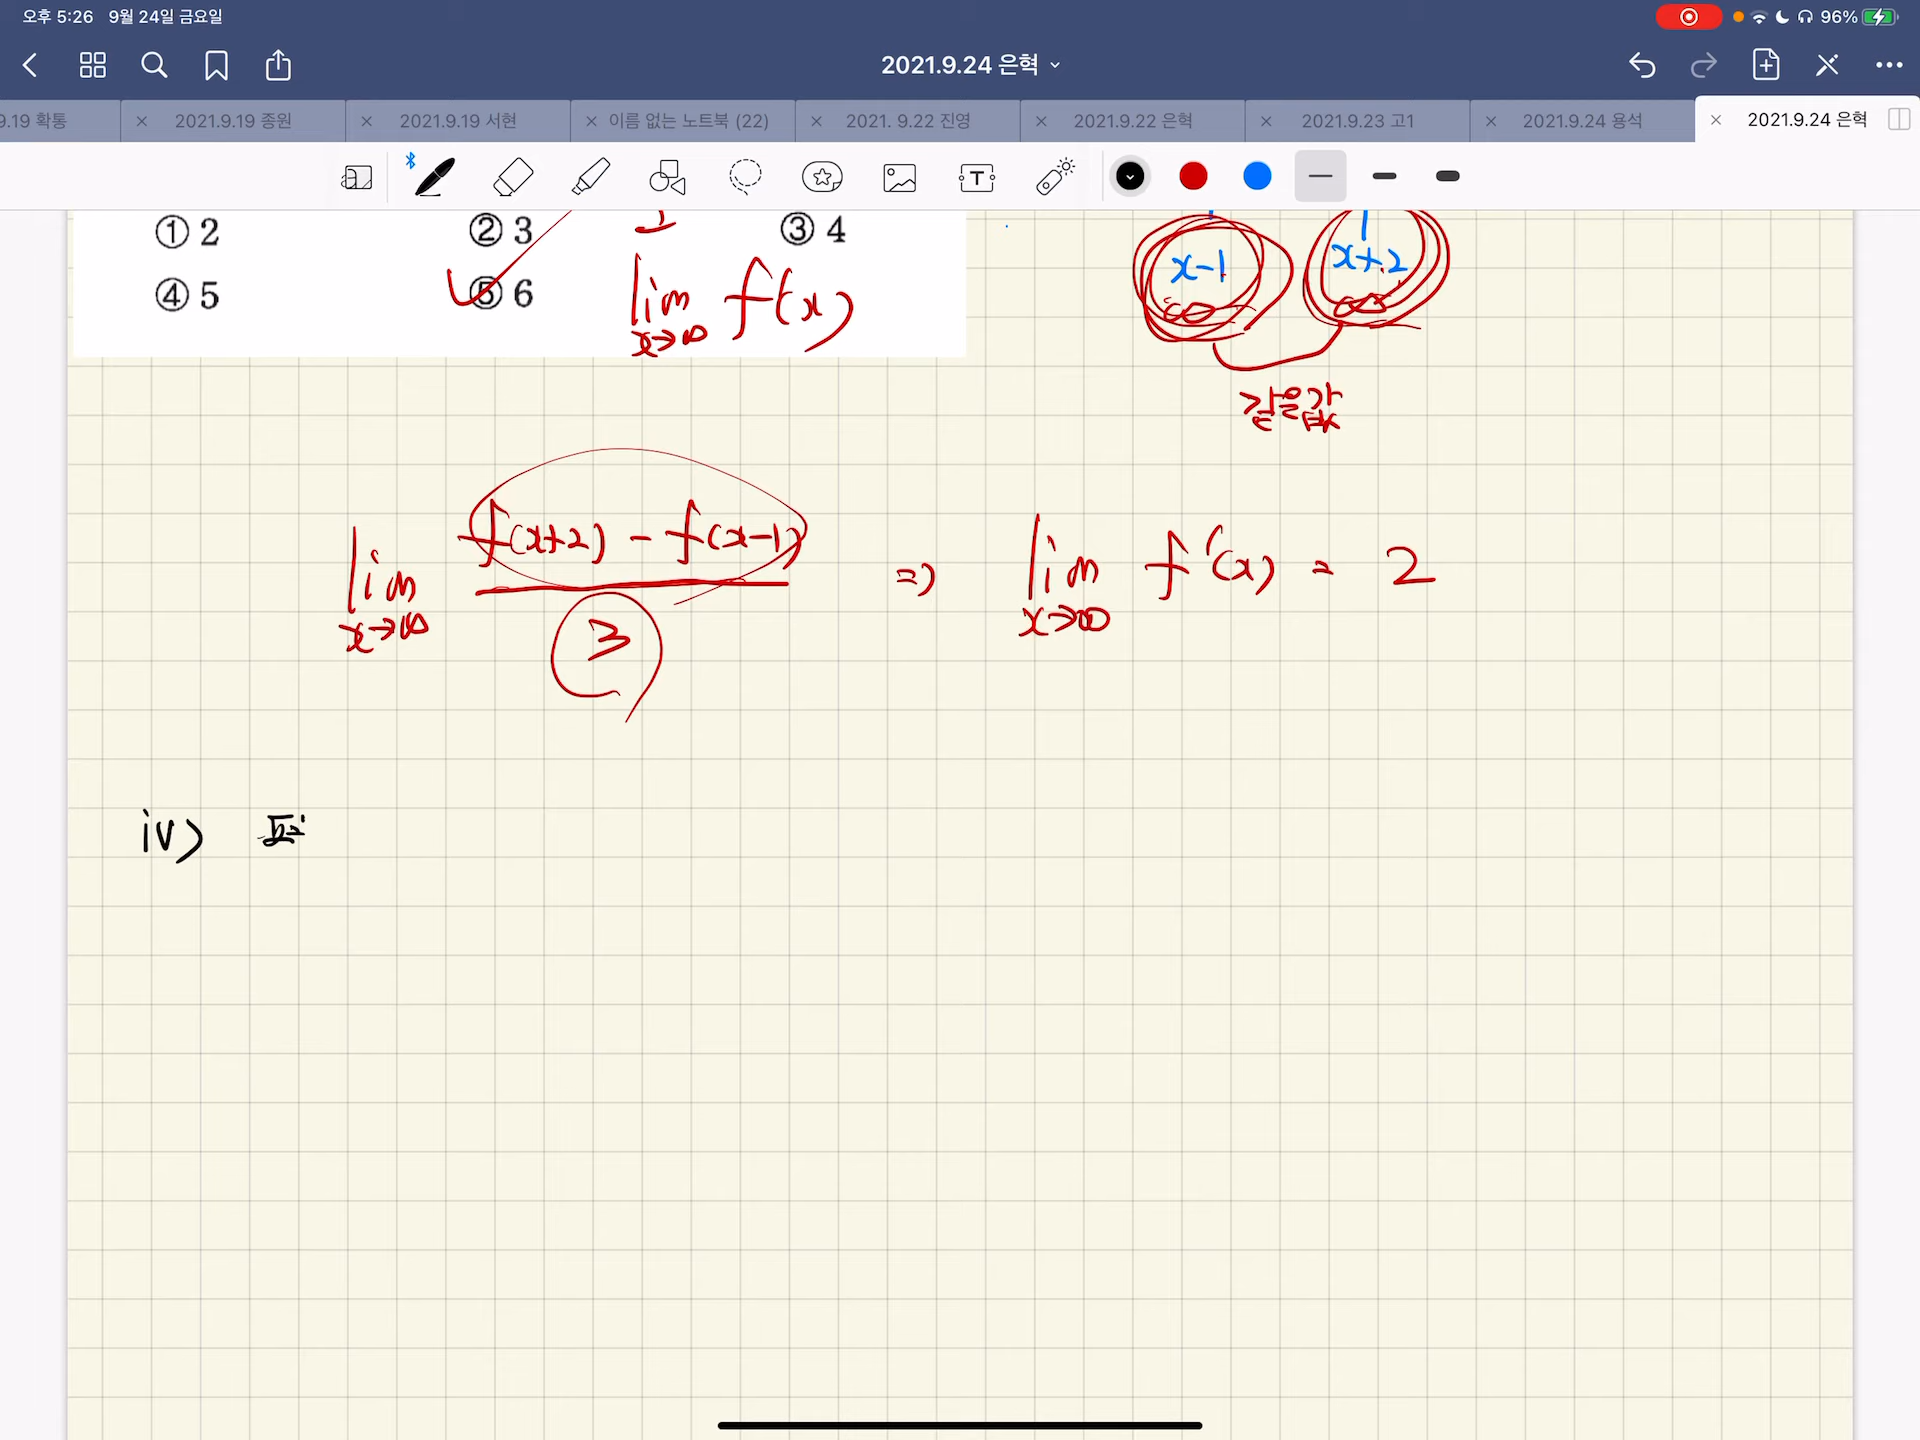 오후 5:26 9월 24일 금요일 96%
2021.9.24 은혁
9.19 확통 × 2021.9.19 종원 × 2021.9.19 서현 × 이름 없는 노트북 (22) × 2021. 9.22 진영 × 2021.9.22 은혁 × 2021.9.23 고1 × 2021.9.24 용석 × 2021.9.24 은혁
① 2 ② 3 ③ 4
④ 5 ⑤ 6
lim x→∞ f'(x)
x-1 x+2
∞ ∞
같은값
lim x→∞ f(x+2) - f(x-1) / 3 => lim x→∞ f'(x) = 2
iv)